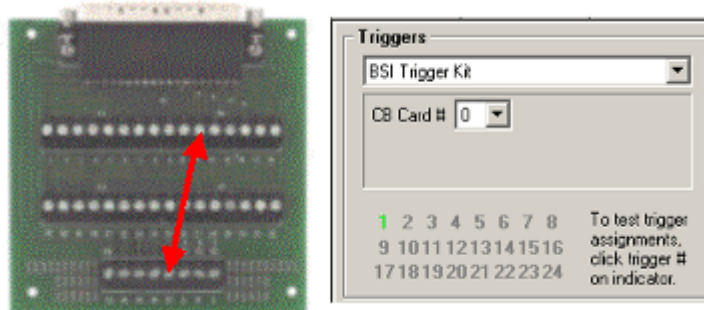 Triggers
BSI Trigger Kit
CB Card # 0
1 2 3 4 5 6 7 8
9 10 11 12 13 14 15 16
17 18 19 20 21 22 23 24
To test trigger
assignments,
click trigger #
on indicator.